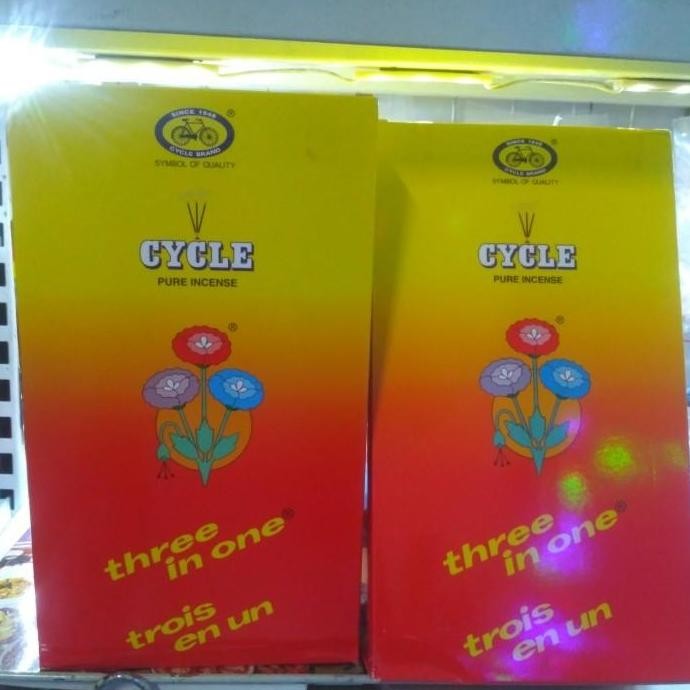 SINCE 1948
®
CYCLE BRAND
SYMBOL OF QUALITY
CYCLE
PURE INCENSE
®
three
in one®
trois
en un
SINCE 1948
®
CYCLE BRAND
SYMBOL OF QUALITY
CYCLE
PURE INCENSE
®
three
in one®
trois
en un